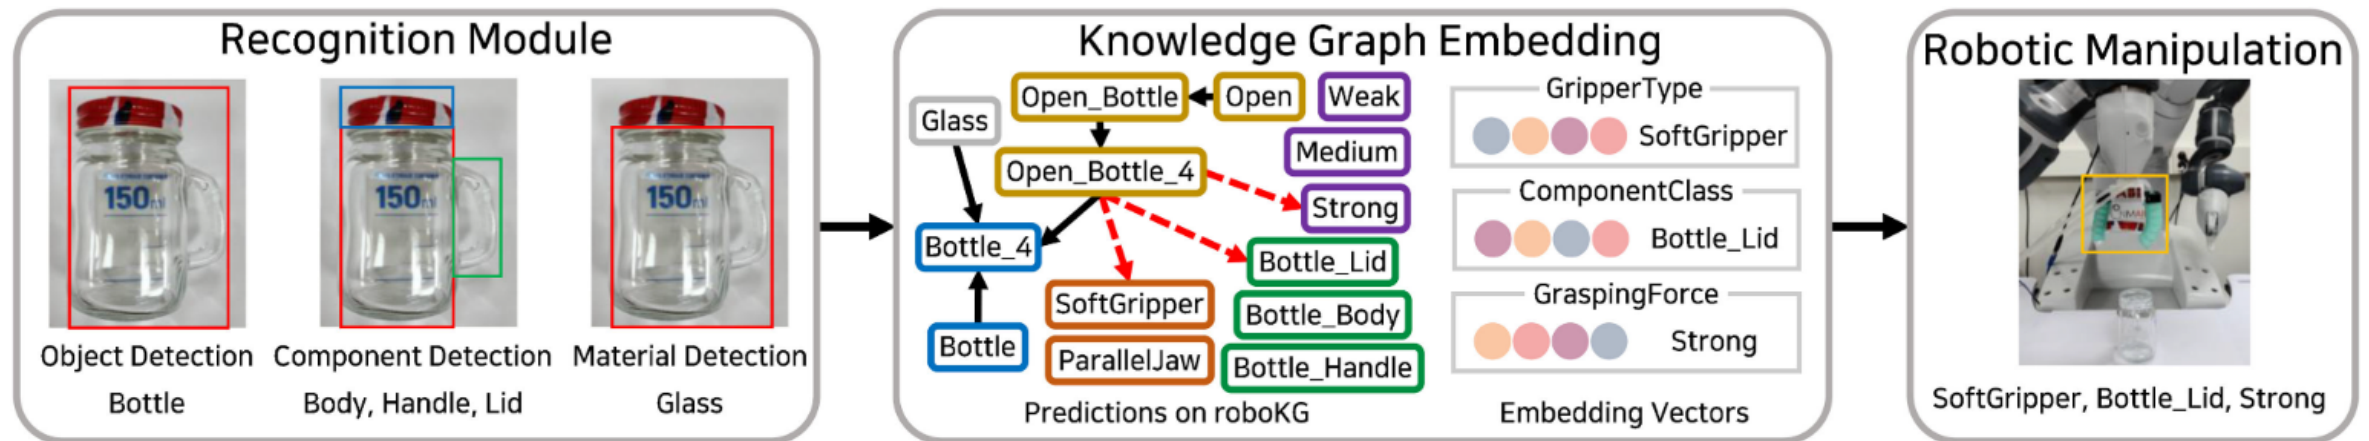 Recognition Module
150
150
150
Object Detection
Bottle
Component Detection
Body, Handle, Lid
Material Detection
Glass
Knowledge Graph Embedding
Glass
Open_Bottle
Open
Weak
Medium
Open_Bottle_4
Strong
Bottle_4
Bottle_Lid
SoftGripper
Bottle_Body
Bottle
ParallelJaw
Bottle_Handle
Predictions on roboKG
GripperType
SoftGripper
ComponentClass
Bottle_Lid
GraspingForce
Strong
Embedding Vectors
Robotic Manipulation
SoftGripper, Bottle_Lid, Strong